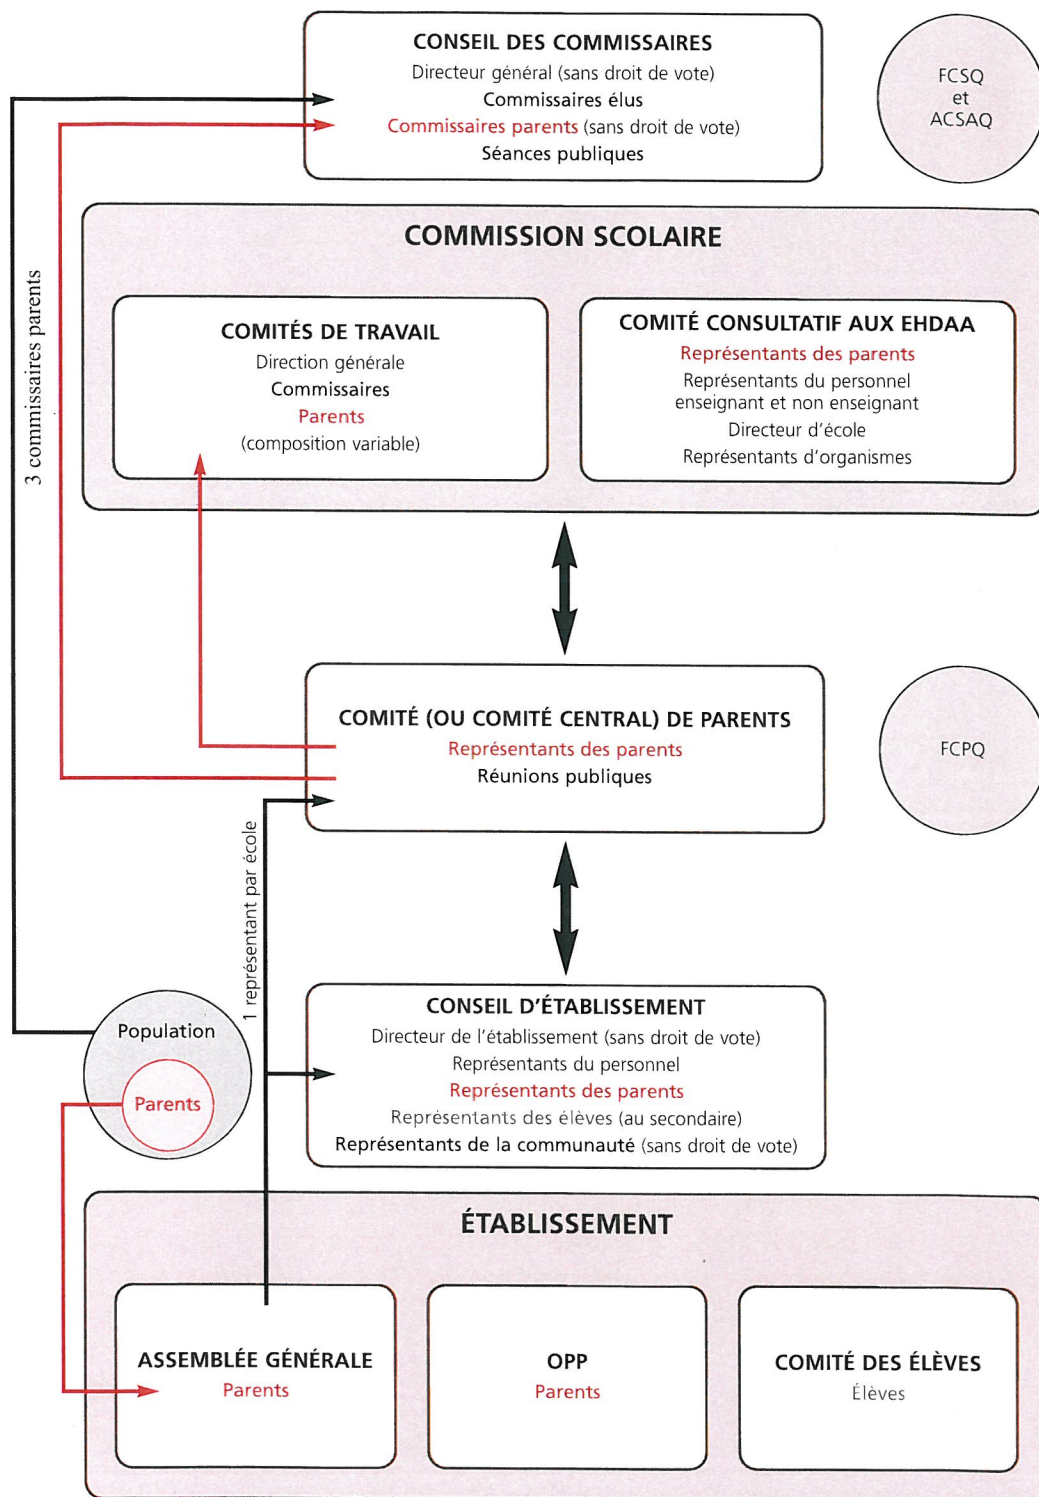 CONSEIL DES COMMISSAIRES
Directeur général (sans droit de vote)
Commissaires élus
Commissaires parents (sans droit de vote)
Séances publiques
FCSQ
et
ACSAQ
3 commissaires parents
COMMISSION SCOLAIRE
COMITÉS DE TRAVAIL
Direction générale
Commissaires
Parents
(composition variable)
COMITÉ CONSULTATIF AUX EHDAA
Représentants des parents
Représentants du personnel
enseignant et non enseignant
Directeur d'école
Représentants d'organismes
COMITÉ (OU COMITÉ CENTRAL) DE PARENTS
Représentants des parents
Réunions publiques
FCPQ
1 représentant par école
CONSEIL D'ÉTABLISSEMENT
Directeur de l'établissement (sans droit de vote)
Représentants du personnel
Représentants des parents
Représentants des élèves (au secondaire)
Représentants de la communauté (sans droit de vote)
Population
Parents
ÉTABLISSEMENT
ASSEMBLÉE GÉNÉRALE
Parents
OPP
Parents
COMITÉ DES ÉLÈVES
Élèves